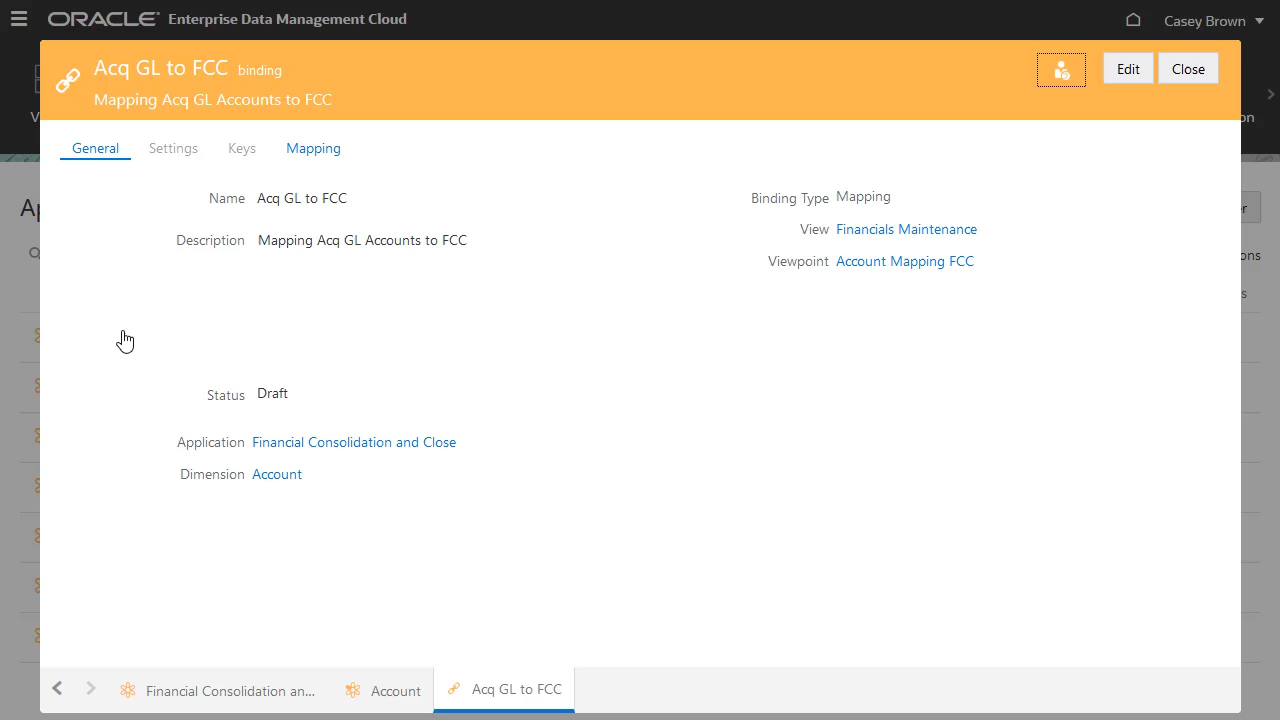 ORACLE® Enterprise Data Management Cloud
Casey Brown
Acq GL to FCC binding
Mapping Acq GL Accounts to FCC
Edit
Close
General
Settings
Keys
Mapping
Name Acq GL to FCC
Description Mapping Acq GL Accounts to FCC
Binding Type Mapping
View Financials Maintenance
Viewpoint Account Mapping FCC
Status Draft
Application Financial Consolidation and Close
Dimension Account
Financial Consolidation an...
Account
Acq GL to FCC